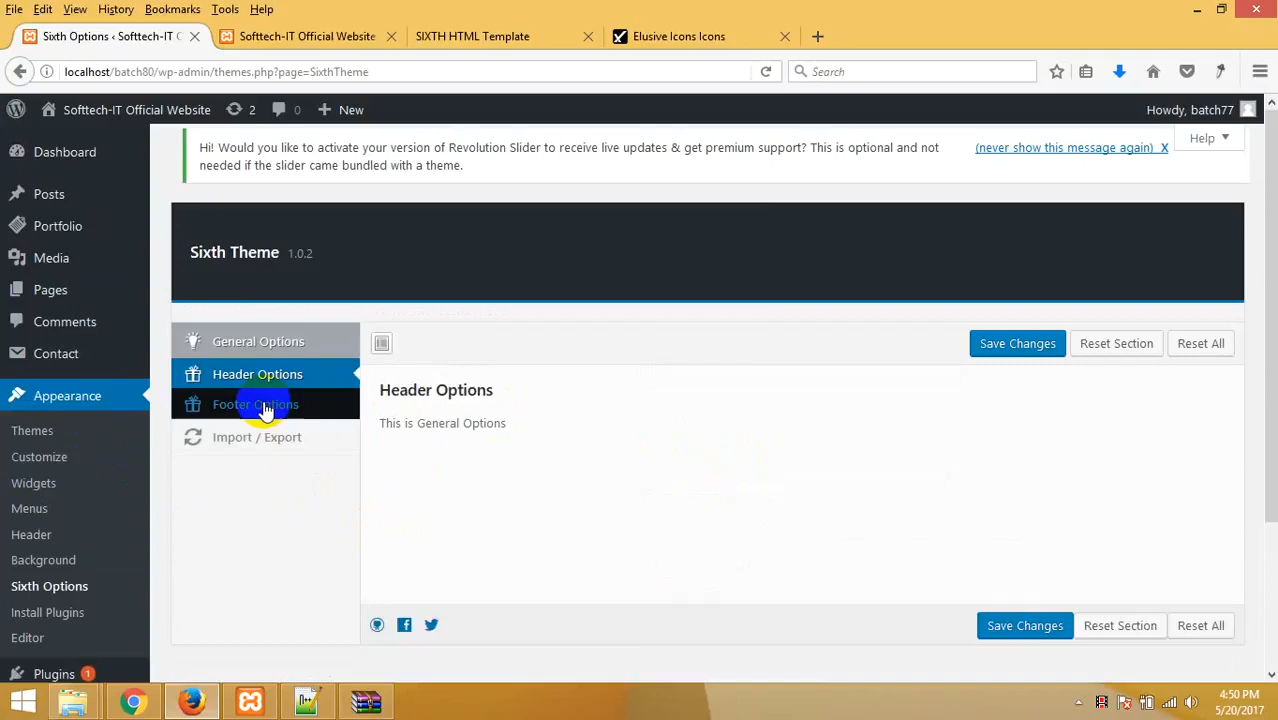 File Edit View History Bookmarks Tools Help
Sixth Options ‹ Softtech-IT O
Softtech-IT Official Website
SIXTH HTML Template
Elusive Icons Icons
localhost/batch80/wp-admin/themes.php?page=SixthTheme
Search
Softtech-IT Official Website 2 0 New
Howdy, batch77
Hi! Would you like to activate your version of Revolution Slider to receive live updates & get premium support? This is optional and not
needed if the slider came bundled with a theme.
(never show this message again) X
Help
Dashboard
Posts
Portfolio
Media
Pages
Comments
Contact
Appearance
Themes
Customize
Widgets
Menus
Header
Background
Sixth Options
Install Plugins
Editor
Plugins 1
Sixth Theme 1.0.2
General Options
Header Options
Footer Options
Import / Export
Save Changes Reset Section Reset All
Header Options
This is General Options
Save Changes Reset Section Reset All
4:50 PM
5/20/2017